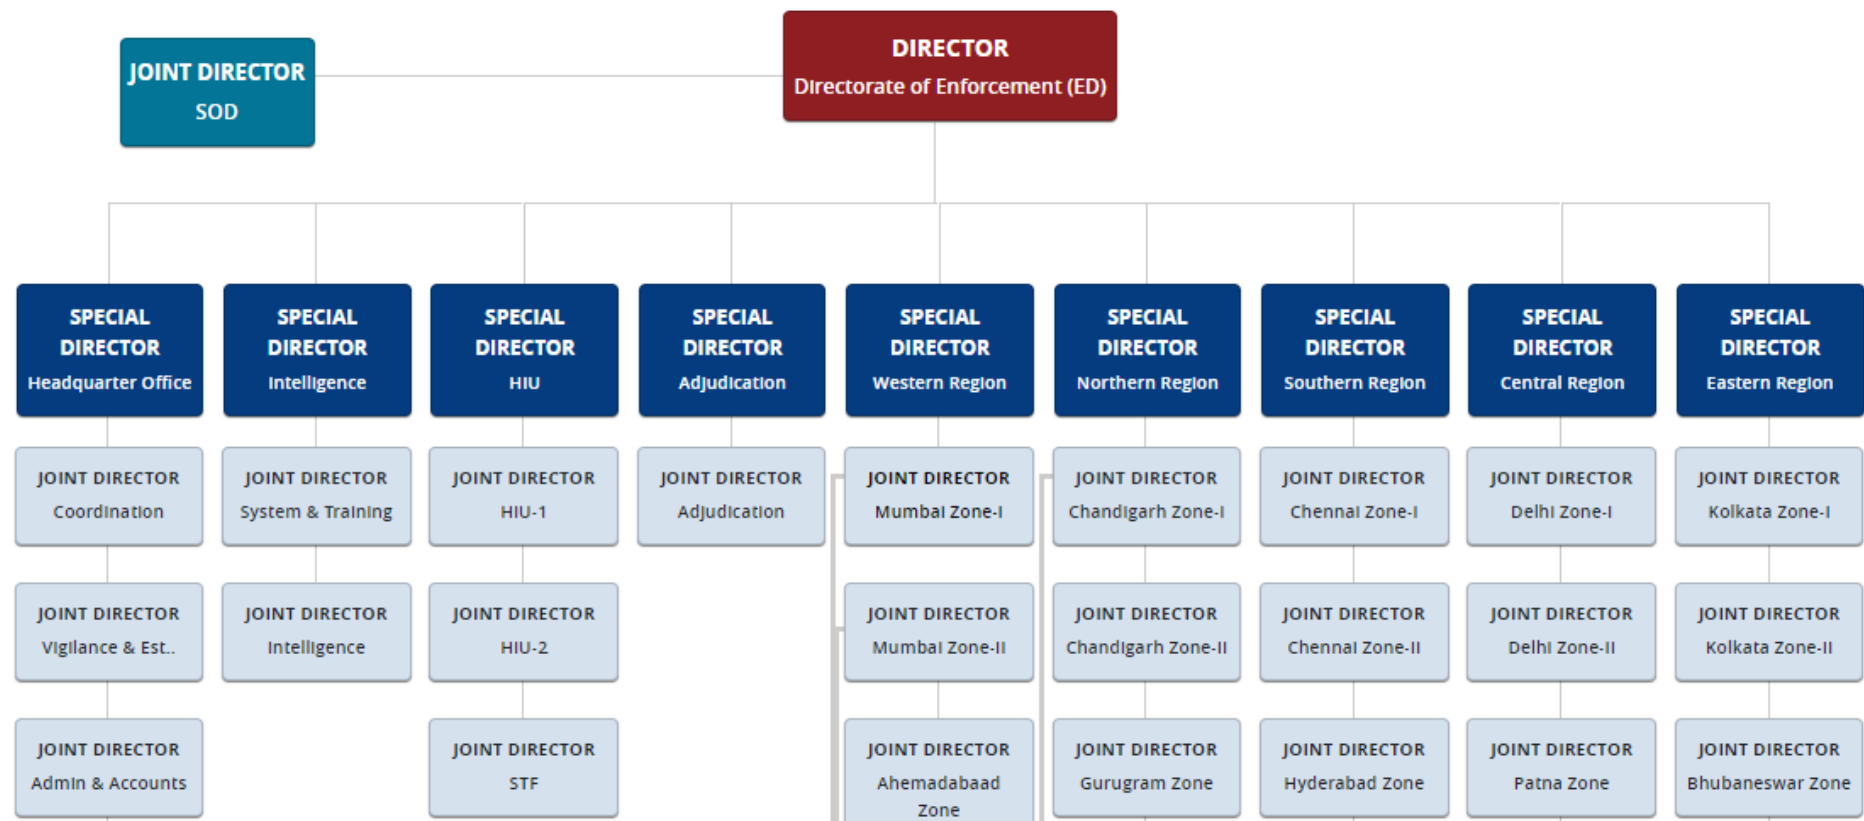 JOINT DIRECTOR
SOD
DIRECTOR
Directorate of Enforcement (ED)
SPECIAL
DIRECTOR
Headquarter Office
SPECIAL
DIRECTOR
Intelligence
SPECIAL
DIRECTOR
HIU
SPECIAL
DIRECTOR
Adjudication
SPECIAL
DIRECTOR
Western Region
SPECIAL
DIRECTOR
Northern Region
SPECIAL
DIRECTOR
Southern Region
SPECIAL
DIRECTOR
Central Region
SPECIAL
DIRECTOR
Eastern Region
JOINT DIRECTOR
Coordination
JOINT DIRECTOR
System & Training
JOINT DIRECTOR
HIU-1
JOINT DIRECTOR
Adjudication
JOINT DIRECTOR
Mumbai Zone-I
JOINT DIRECTOR
Chandigarh Zone-I
JOINT DIRECTOR
Chennai Zone-I
JOINT DIRECTOR
Delhi Zone-I
JOINT DIRECTOR
Kolkata Zone-I
JOINT DIRECTOR
Vigilance & Est..
JOINT DIRECTOR
Intelligence
JOINT DIRECTOR
HIU-2
JOINT DIRECTOR
Mumbai Zone-II
JOINT DIRECTOR
Chandigarh Zone-II
JOINT DIRECTOR
Chennai Zone-II
JOINT DIRECTOR
Delhi Zone-II
JOINT DIRECTOR
Kolkata Zone-II
JOINT DIRECTOR
Admin & Accounts
JOINT DIRECTOR
STF
JOINT DIRECTOR
Ahemadabaad
Zone
JOINT DIRECTOR
Gurugram Zone
JOINT DIRECTOR
Hyderabad Zone
JOINT DIRECTOR
Patna Zone
JOINT DIRECTOR
Bhubaneswar Zone